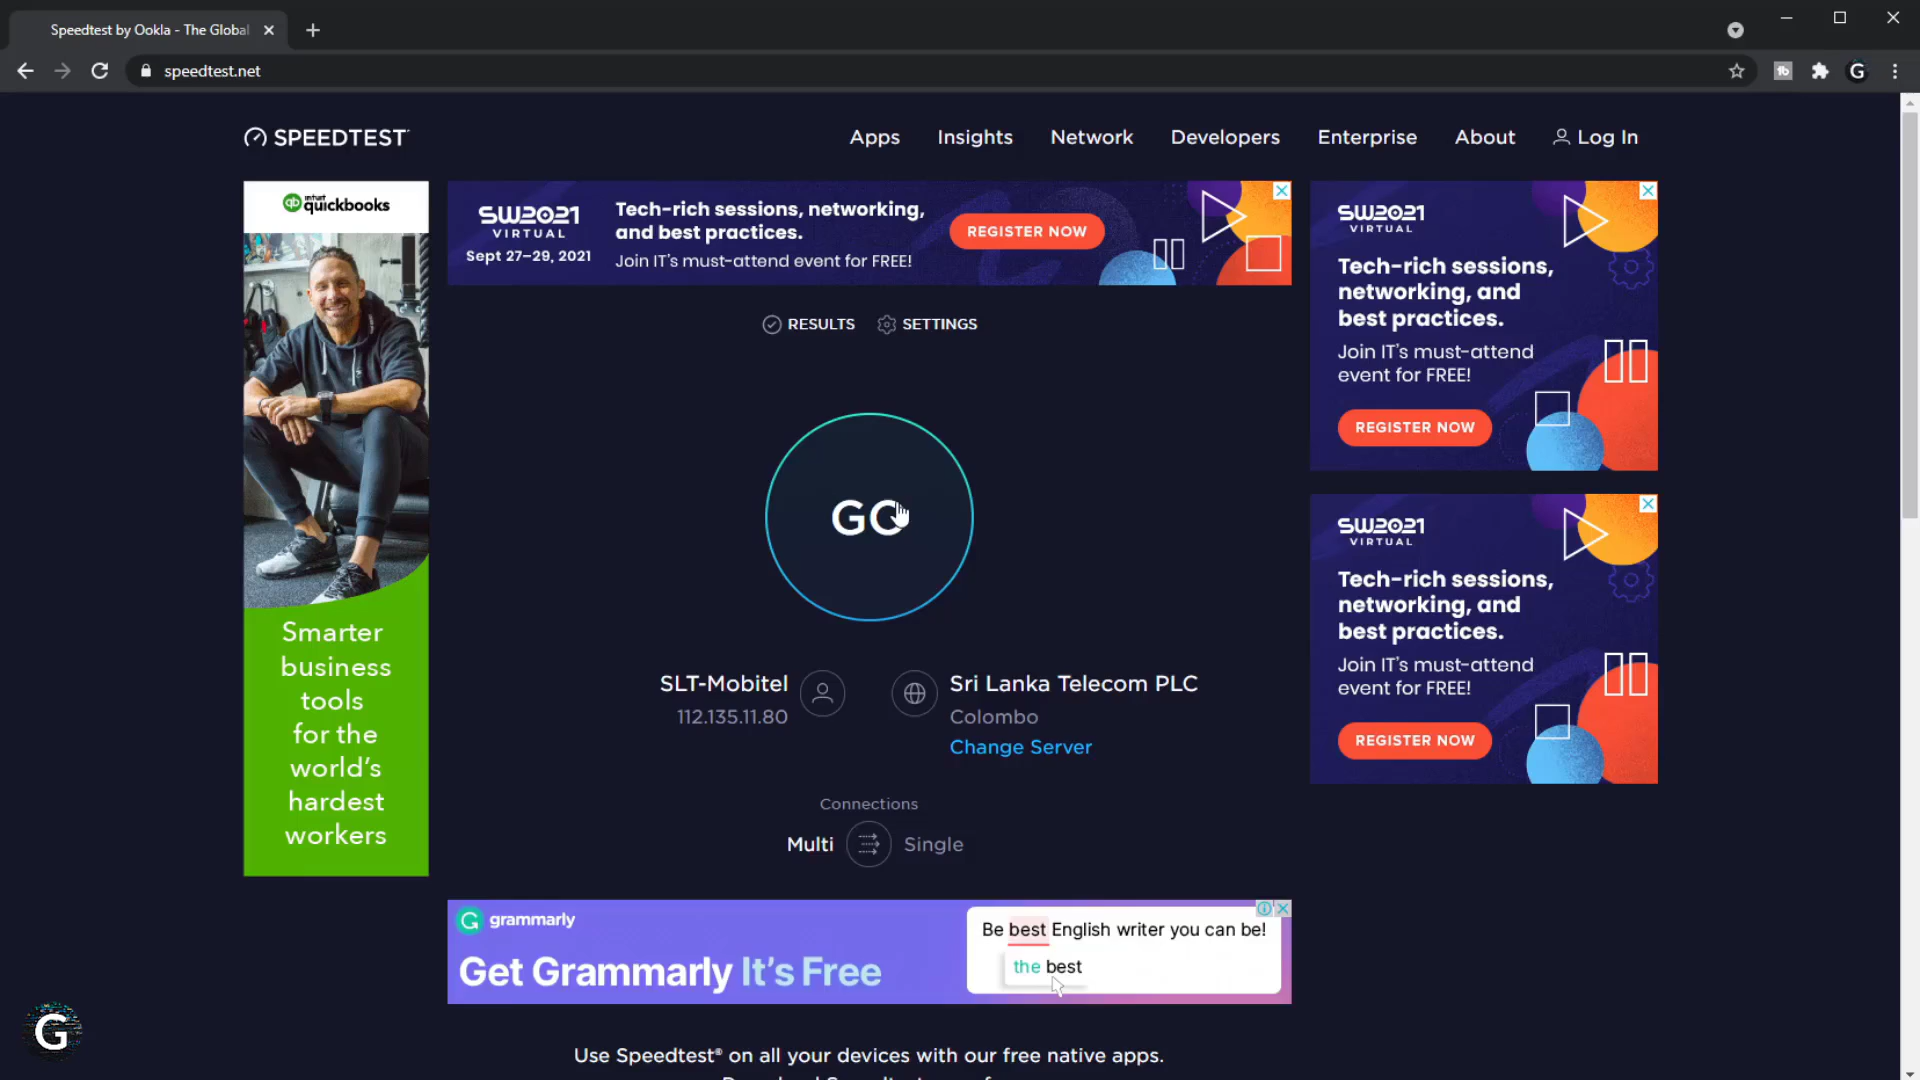 Speedtest by Ookla - The Global
speedtest.net
SPEEDTEST
Apps Insights Network Developers Enterprise About Log In
intuit
quickbooks
Smarter
business
tools
for the
world's
hardest
workers
SW2021
VIRTUAL
Sept 27–29, 2021
Tech-rich sessions, networking,
and best practices.
Join IT's must-attend event for FREE!
REGISTER NOW
RESULTS SETTINGS
GO
SLT-Mobitel
112.135.11.80
Sri Lanka Telecom PLC
Colombo
Change Server
Connections
Multi Single
SW2021
VIRTUAL
Tech-rich sessions,
networking, and
best practices.
Join IT's must-attend
event for FREE!
REGISTER NOW
SW2021
VIRTUAL
Tech-rich sessions,
networking, and
best practices.
Join IT's must-attend
event for FREE!
REGISTER NOW
grammarly
Get Grammarly It's Free
Be best English writer you can be!
the best
G
Use Speedtest® on all your devices with our free native apps.